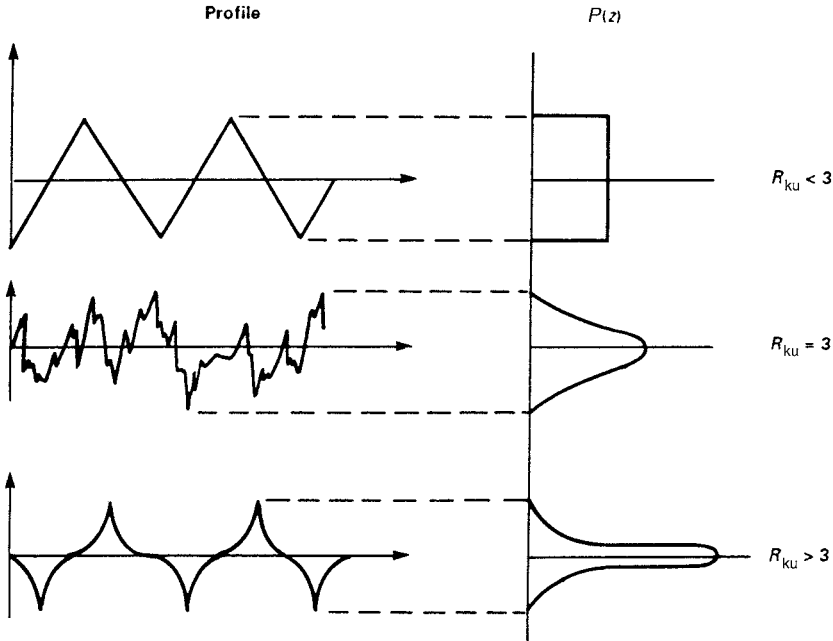 Profile
P(z)
R_ku < 3
R_ku = 3
R_ku > 3